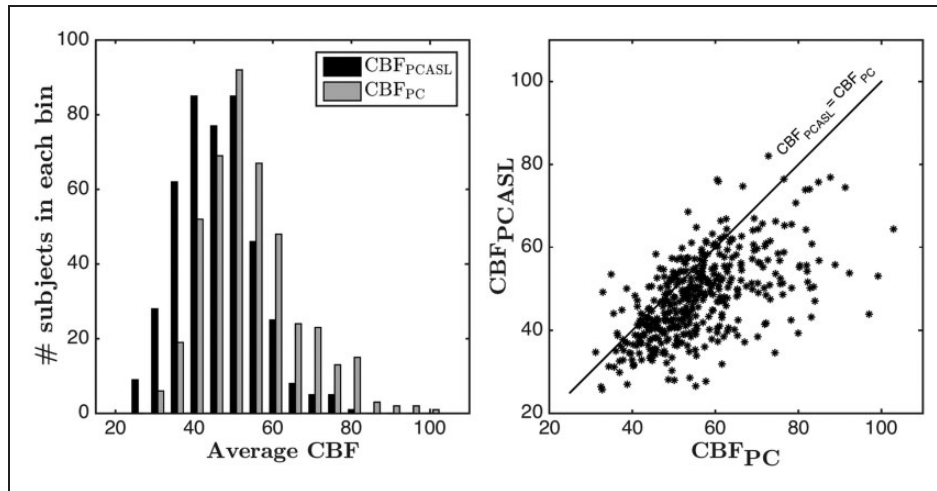 100
80
60
40
20
0
# subjects in each bin
CBF_PCASL
CBF_PC
20 40 60 80 100
Average CBF
100
80
60
40
20
CBF_PCASL
CBF_PCASL = CBF_PC
20 40 60 80 100
CBF_PC